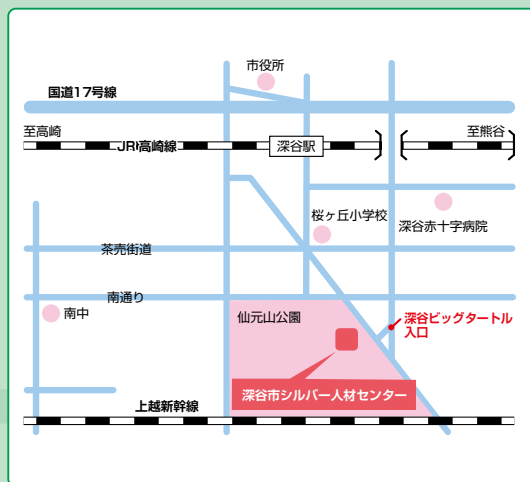 市役所
国道17号線
至高崎
JR高崎線
深谷駅
至熊谷
桜ヶ丘小学校
深谷赤十字病院
茶売街道
南通り
南中
仙元山公園
深谷ビッグタートル
入口
深谷市シルバー人材センター
上越新幹線